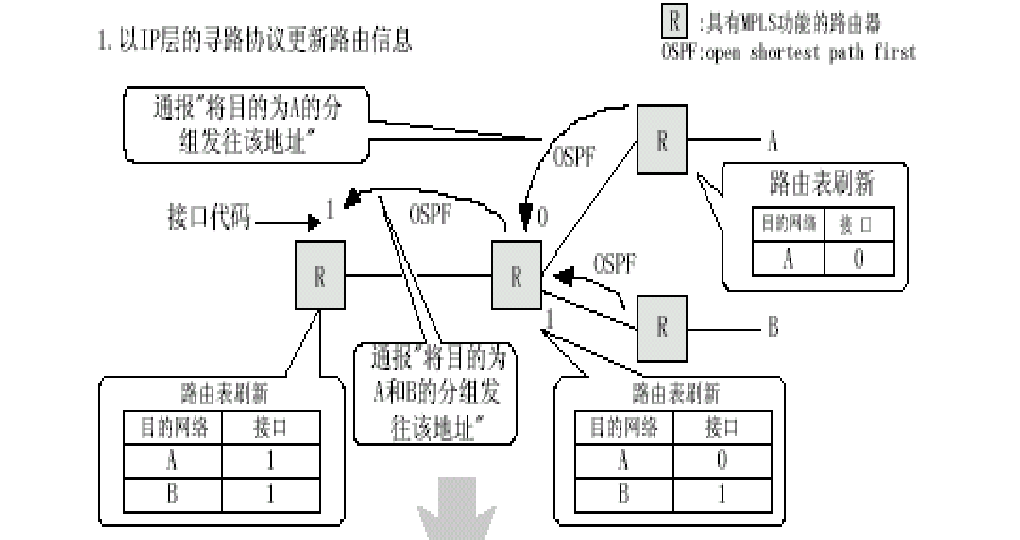 1. 以IP层的寻路协议更新路由信息
R :具有MPLS功能的路由器
OSPF:open shortest path first
通报"将目的为A的分
组发往该地址"
OSPF
R
A
路由表刷新
目的网络 接口
A 0
接口代码
1
OSPF
0
R
R
OSPF
1
R
B
通报"将目的为
A和B的分组发
往该地址"
路由表刷新
目的网络 接口
A 1
B 1
路由表刷新
目的网络 接口
A 0
B 1